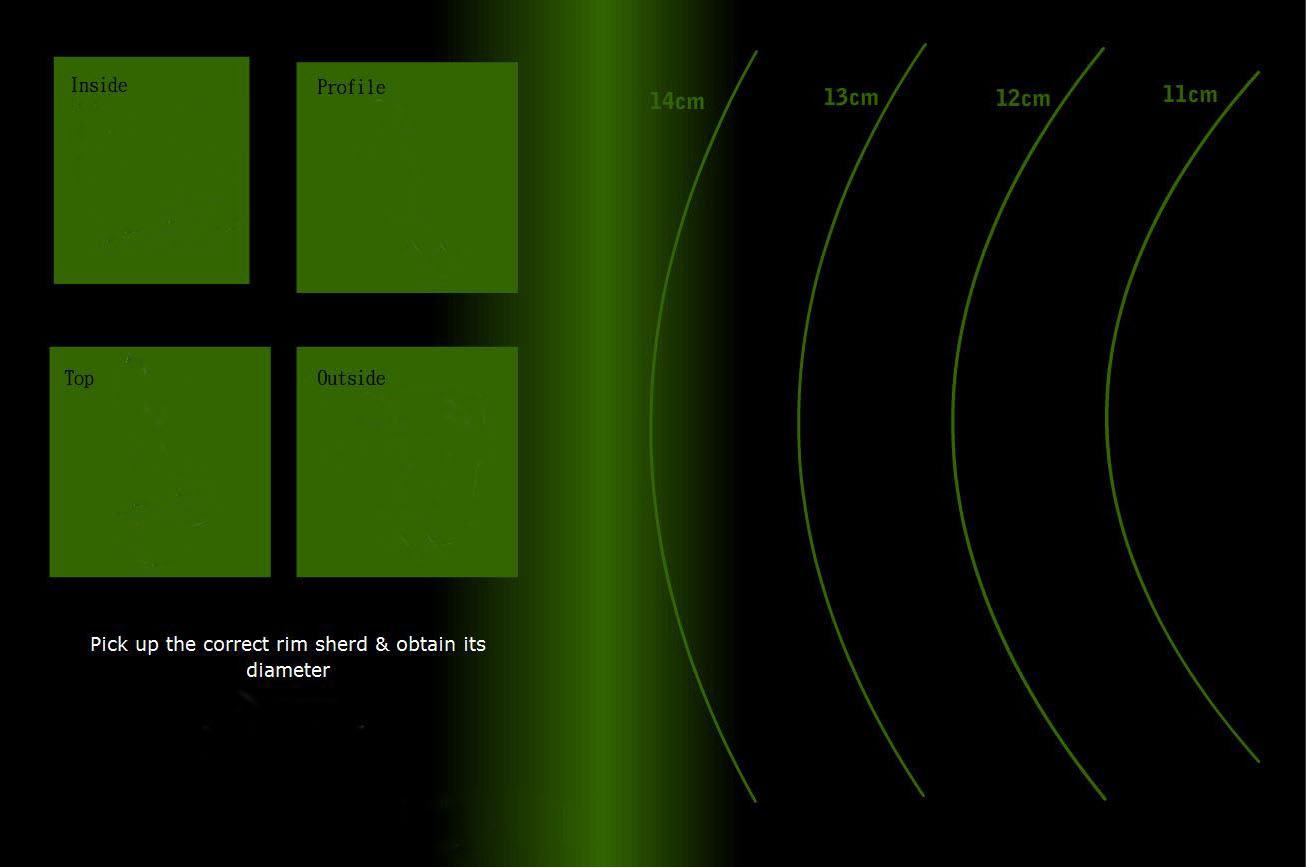 Inside
Profile
14cm
13cm
12cm
11cm
Top
Outside
Pick up the correct rim sherd & obtain its
diameter